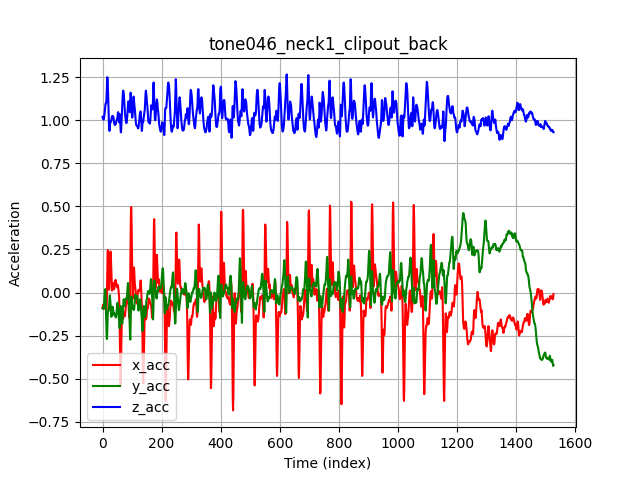 tone046_neck1_clipout_back
1.25
1.00
0.75
0.50
0.25
0.00
−0.25
−0.50
−0.75
Acceleration
x_acc
y_acc
z_acc
0 200 400 600 800 1000 1200 1400 1600
Time (index)